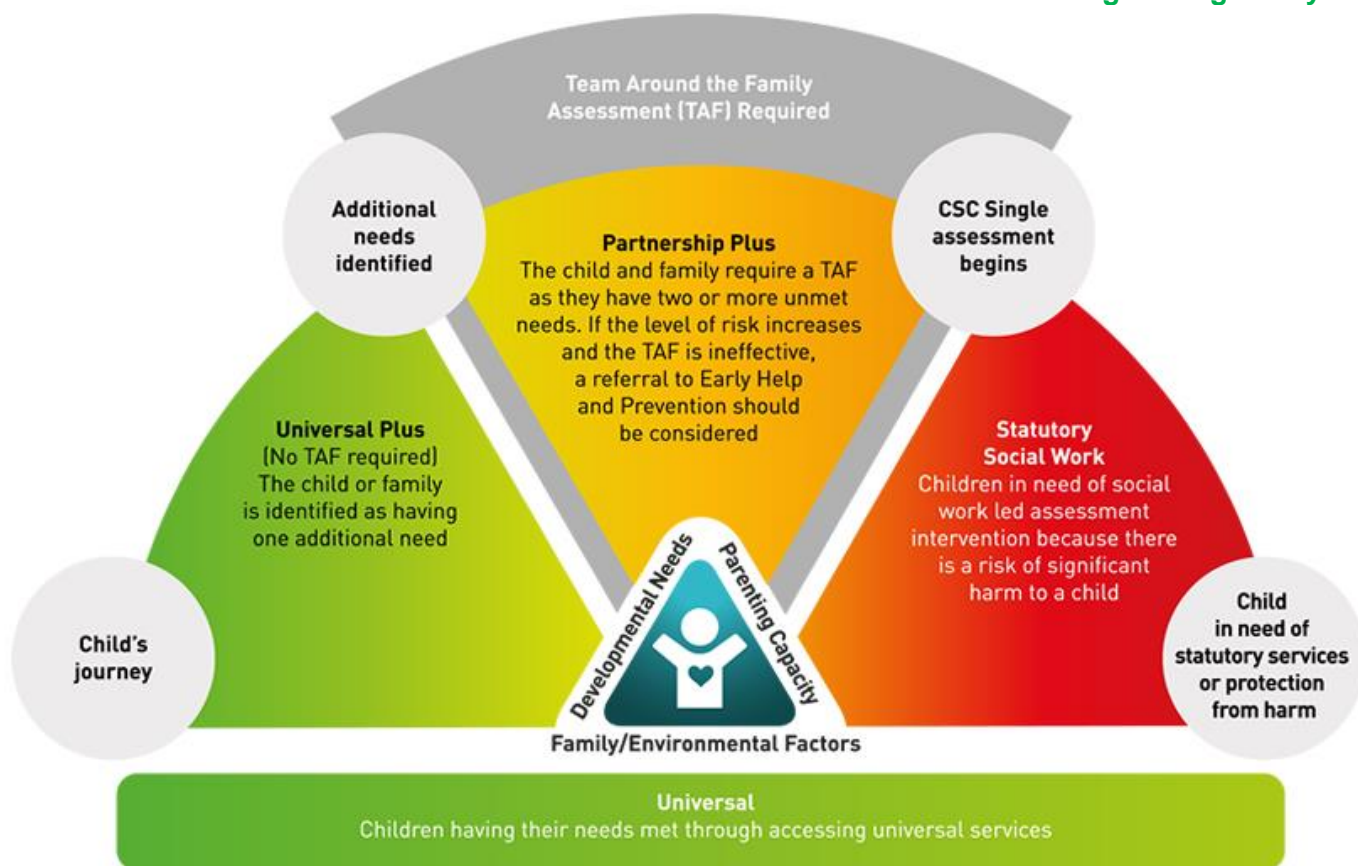 Team Around the Family
Assessment (TAF) Required
Additional
needs
identified
CSC Single
assessment
begins
Partnership Plus
The child and family require a TAF
as they have two or more unmet
needs. If the level of risk increases
and the TAF is ineffective,
a referral to Early Help
and Prevention should
be considered
Universal Plus
(No TAF required)
The child or family
is identified as having
one additional need
Statutory
Social Work
Children in need of social
work led assessment
intervention because there
is a risk of significant
harm to a child
Child's
journey
Developmental Needs
Parenting Capacity
Family/Environmental Factors
Child
in need of
statutory services
or protection
from harm
Universal
Children having their needs met through accessing universal services